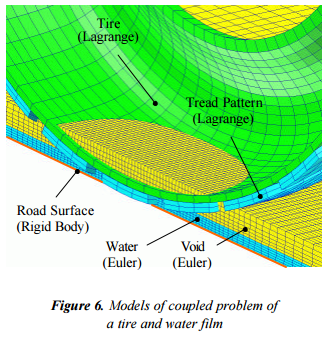 Tire
(Lagrange)
Tread Pattern
(Lagrange)
Road Surface
(Rigid Body)
Water
(Euler)
Void
(Euler)
Figure 6. Models of coupled problem of
a tire and water film